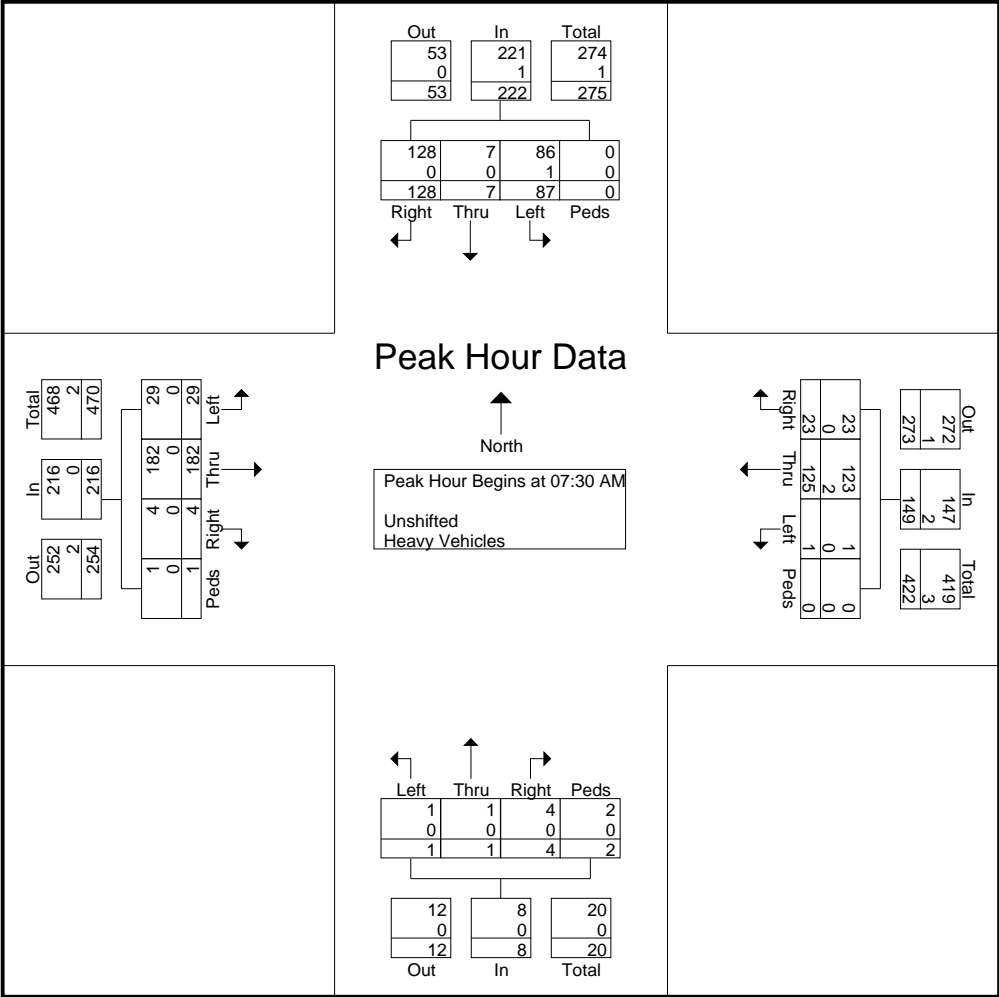 Out In Total
53 221 274
0 1 1
53 222 275
128 7 86 0
0 0 1 0
128 7 87 0
Right Thru Left Peds
Peak Hour Data
North
Peak Hour Begins at 07:30 AM
Unshifted
Heavy Vehicles
Out In Total
252 216 468
2 0 2
254 216 470
1 4 182 29
0 0 0 0
1 4 182 29
Peds Right Thru Left
Out In Total
272 147 419
1 2 3
273 149 422
23 123 1 0
0 2 0 0
23 125 1 0
Right Thru Left Peds
Left Thru Right Peds
1 1 4 2
0 0 0 0
1 1 4 2
12 8 20
0 0 0
12 8 20
Out In Total